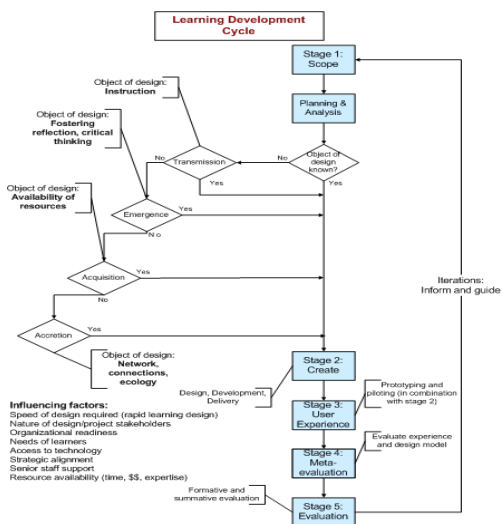 Learning Development
Cycle
Stage 1:
Scope
Planning &
Analysis
Object of
design
known?
No
Yes
Object of design:
Instruction
Transmission
No
Yes
Object of design:
Fostering
reflection, critical
thinking
Emergence
Yes
No
Object of design:
Availability of
resources
Acquisition
Yes
No
Accretion
Yes
Object of design:
Network,
connections,
ecology
Iterations:
Inform and guide
Stage 2:
Create
Design, Development,
Delivery
Stage 3:
User
Experience
Prototyping and
piloting (in combination
with stage 2)
Stage 4:
Meta-
evaluation
Evaluate experience
and design model
Stage 5:
Evaluation
Formative and
summative evaluation
Influencing factors:
Speed of design required (rapid learning design)
Nature of design/project stakeholders
Organizational readiness
Needs of learners
Access to technology
Strategic alignment
Senior staff support
Resource availability (time, $$, expertise)